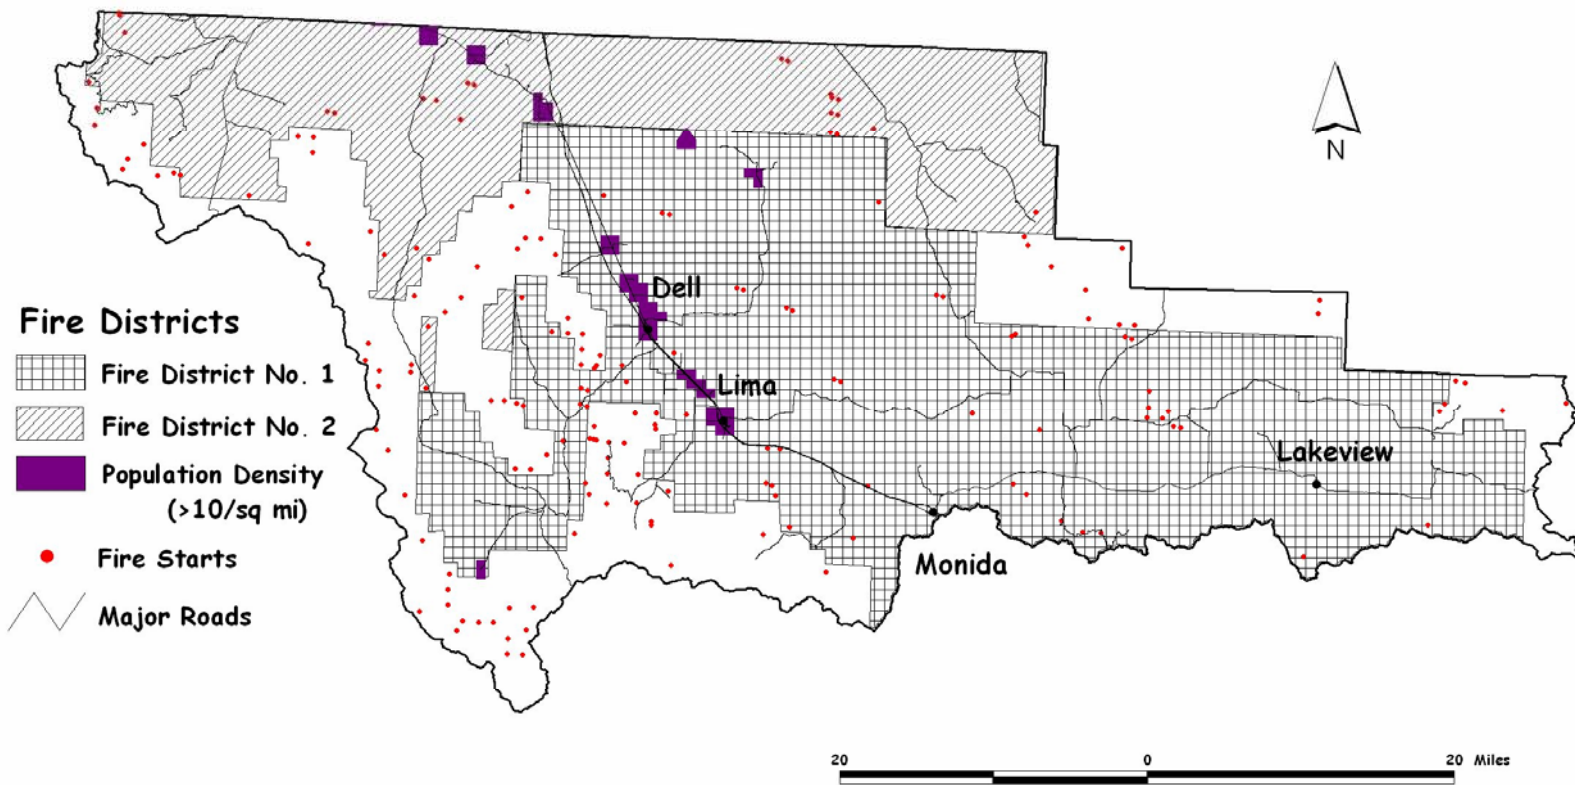 N
Dell
Fire Districts
Fire District No. 1
Lima
Fire District No. 2
Lakeview
Population Density
(>10/sq mi)
Fire Starts
Monida
Major Roads
20 0 20 Miles